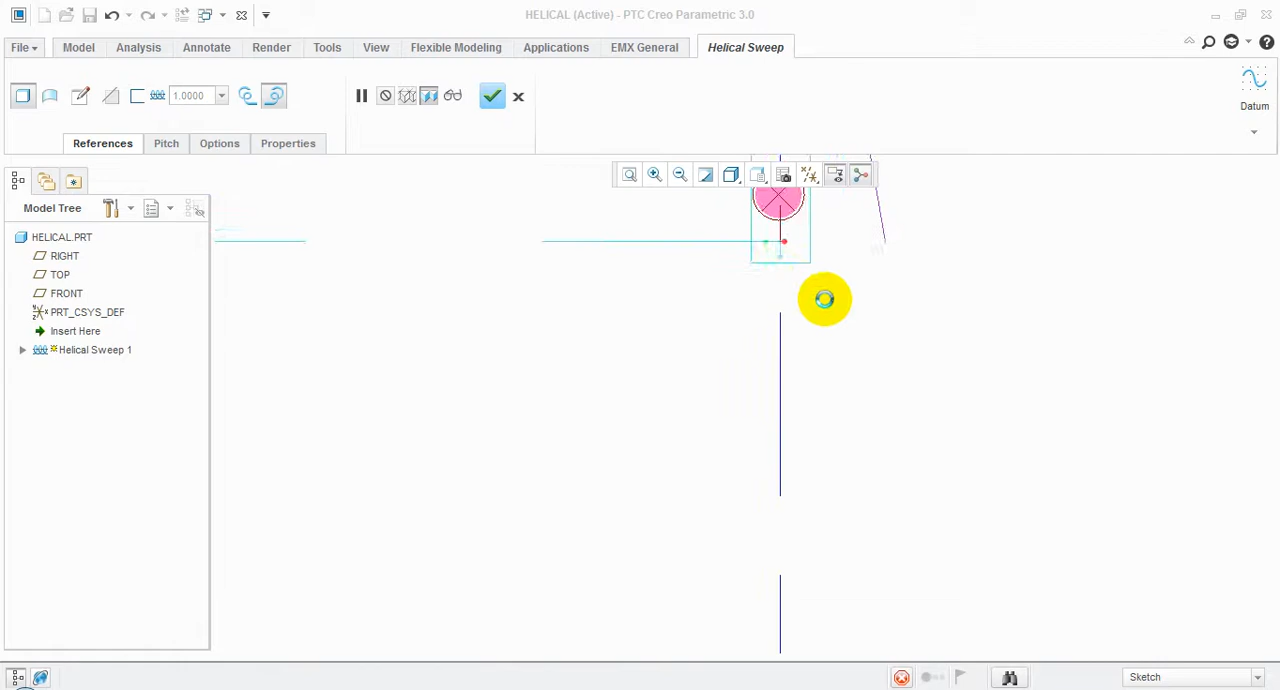 HELICAL (Active) - PTC Creo Parametric 3.0
File Model Analysis Annotate Render Tools View Flexible Modeling Applications EMX General Helical Sweep
1.0000
Datum
References Pitch Options Properties
Model Tree
HELICAL.PRT
RIGHT
TOP
FRONT
PRT_CSYS_DEF
Insert Here
Helical Sweep 1
Sketch